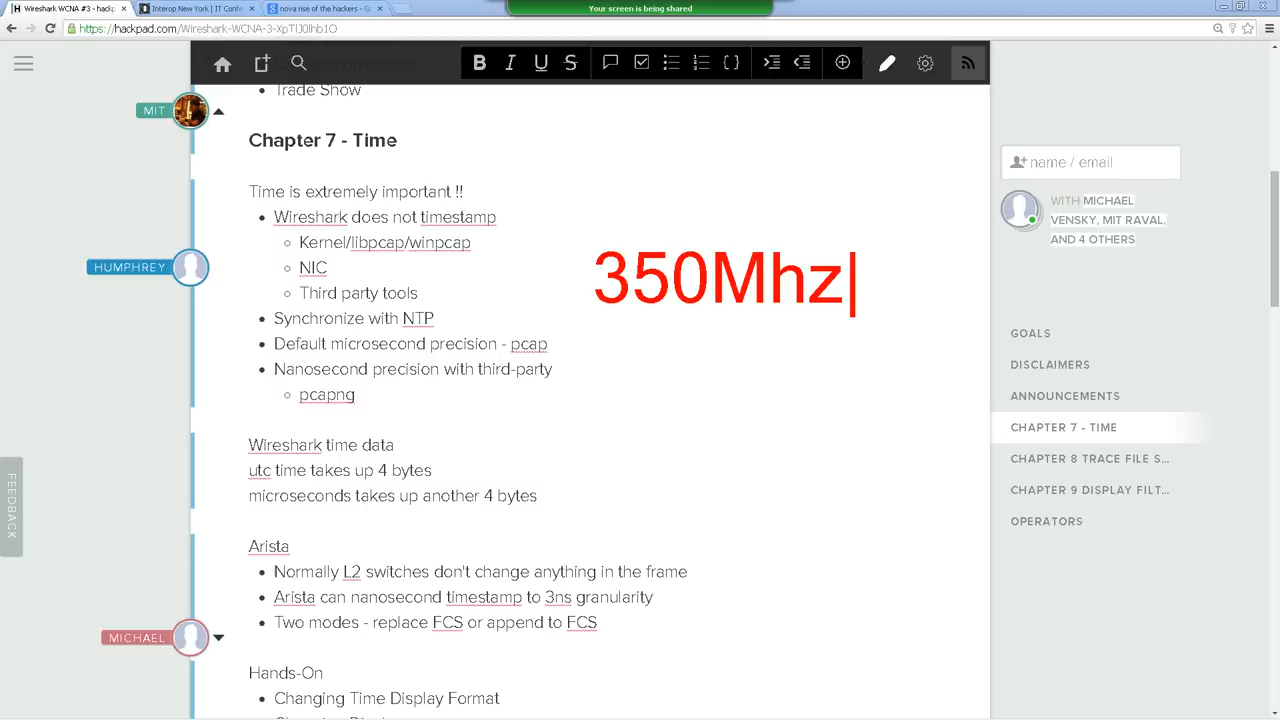 Wireshark WCNA #3 - hackp
Interop New York | IT Confe
nova rise of the hackers - G
Your screen is being shared
https://hackpad.com/Wireshark-WCNA-3-XpTlJ0lhb1O
B I U S
Trade Show
MIT
Chapter 7 - Time
name / email
Time is extremely important !!
WITH MICHAEL
VENSKY, MIT RAVAL,
AND 4 OTHERS
Wireshark does not timestamp
Kernel/libpcap/winpcap
HUMPHREY
NIC
350Mhz
Third party tools
Synchronize with NTP
Default microsecond precision - pcap
Nanosecond precision with third-party
pcapng
GOALS
DISCLAIMERS
ANNOUNCEMENTS
CHAPTER 7 - TIME
CHAPTER 8 TRACE FILE S...
CHAPTER 9 DISPLAY FILT...
OPERATORS
Wireshark time data
utc time takes up 4 bytes
microseconds takes up another 4 bytes
FEEDBACK
Arista
Normally L2 switches don't change anything in the frame
Arista can nanosecond timestamp to 3ns granularity
Two modes - replace FCS or append to FCS
MICHAEL
Hands-On
Changing Time Display Format